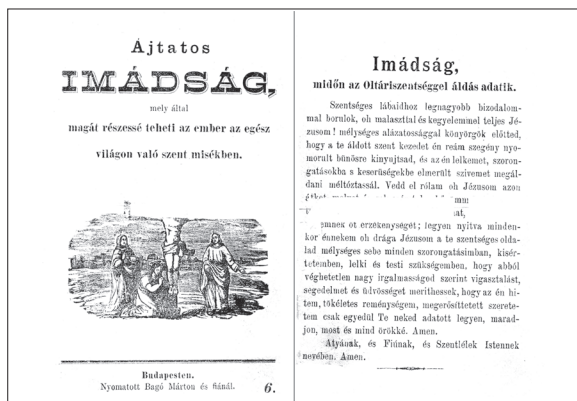 Ájtatos
IMÁDSÁG,
mely által
magát részessé teheti az ember az egész
világon való szent misékben.
Budapesten.
Nyomatott Bagó Márton és fiánál.
6.
Imádság,
midőn az Oltáriszentséggel áldás adatik.
Szentséges lábaidhoz legnagyobb bizodalom-
mal borulok, oh malaszttal és kegyelemmel teljes Jé-
zusom! mélységes alázatossággal könyörgök előtted,
hogy a te áldott szent kezedet én reám szegény nyo-
morult bünösre kinyujtsad, és az én lelkemet, szoron-
gatásokba s keserüségekbe elmerült szivemet megál-
dani méltóztassál. Vedd el rólam oh Jézusom azon
ot érzékenységét; legyen nyitva minden-
kor énnekem oh drága Jézusom a te szentséges olda-
lad mélységes sebe minden szorongatásimban, kisér-
tetemben, lelki és testi szükségemben, hogy abból
véghetetlen nagy irgalmasságod szerint vigasztalást,
segedelmet és üdvösséget merithessek, hogy az én hi-
tem, tökéletes reménységem, megerősíttetett szerete-
tem csak egyedül Te neked adatott legyen, marad-
jon, most és mind örökké. Amen.
Atyának, és Fiúnak, és Szentlélek Istennek
nevében. Amen.